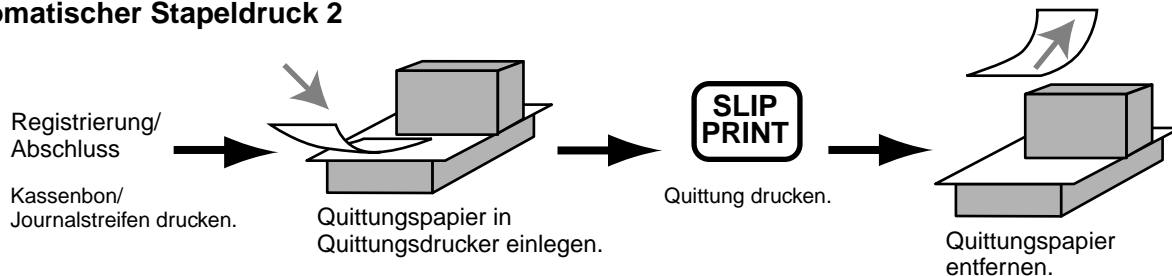 omatischer Stapeldruck 2
Registrierung/
Abschluss
Kassenbon/
Journalstreifen drucken.
Quittungspapier in
Quittungsdrucker einlegen.
SLIP
PRINT
Quittung drucken.
Quittungspapier
entfernen.